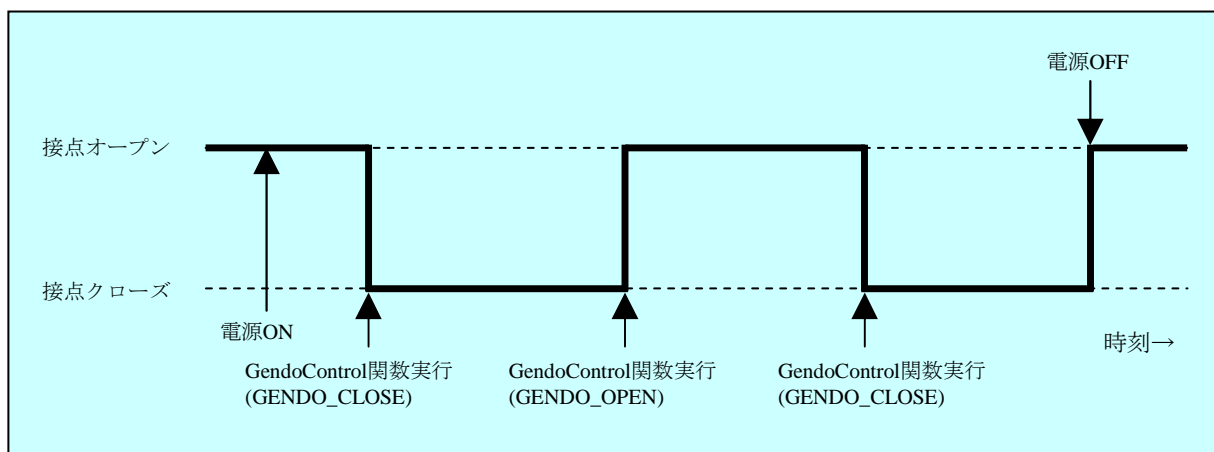 電源OFF
接点オープン
接点クローズ
電源ON
時刻→
GendoControl関数実行
(GENDO_CLOSE)
GendoControl関数実行
(GENDO_OPEN)
GendoControl関数実行
(GENDO_CLOSE)